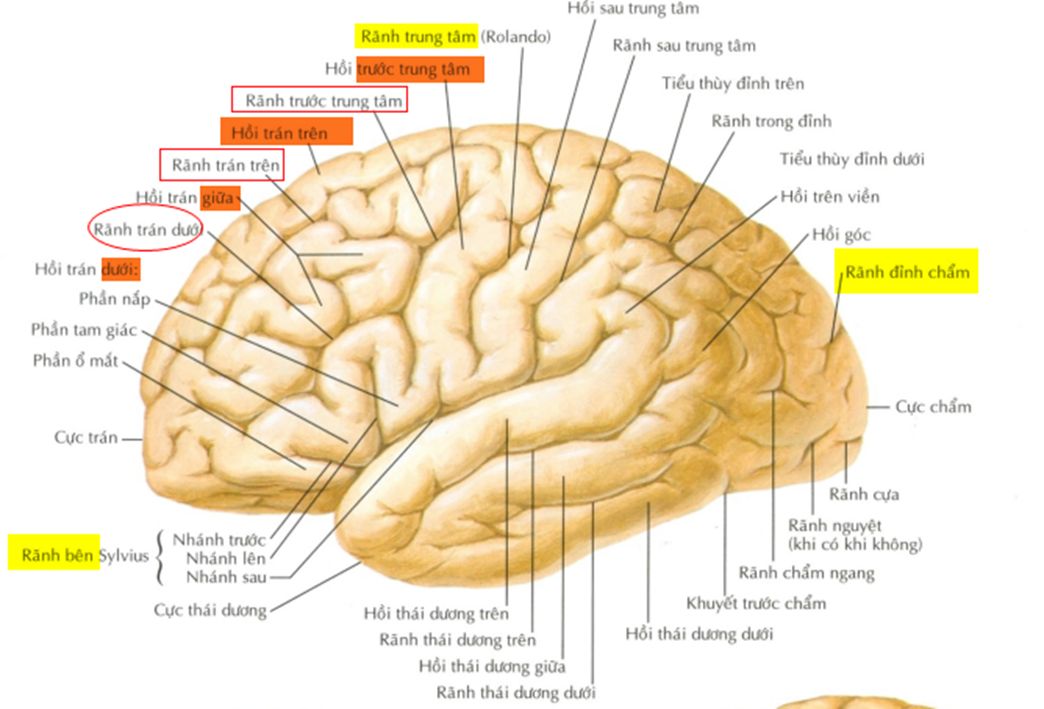 Hồi sau trung tâm
Rãnh trung tâm (Rolando)
Rãnh sau trung tâm
Hồi trước trung tâm
Tiểu thùy đỉnh trên
Rãnh trước trung tâm
Rãnh trong đỉnh
Hồi trán trên
Tiểu thùy đỉnh dưới
Rãnh trán trên
Hồi trên viền
Hồi trán giữa
Rãnh trán dưới
Hồi góc
Hồi trán dưới:
Rãnh đỉnh chẩm
Phần nắp
Phần tam giác
Phần ổ mắt
Cực chẩm
Cực trán
Rãnh cựa
Rãnh nguyệt
(khi có khi không)
Rãnh bên Sylvius
Nhánh trước
Nhánh lên
Nhánh sau
Rãnh chẩm ngang
Cực thái dương
Khuyết trước chẩm
Hồi thái dương trên
Hồi thái dương dưới
Rãnh thái dương trên
Hồi thái dương giữa
Rãnh thái dương dưới